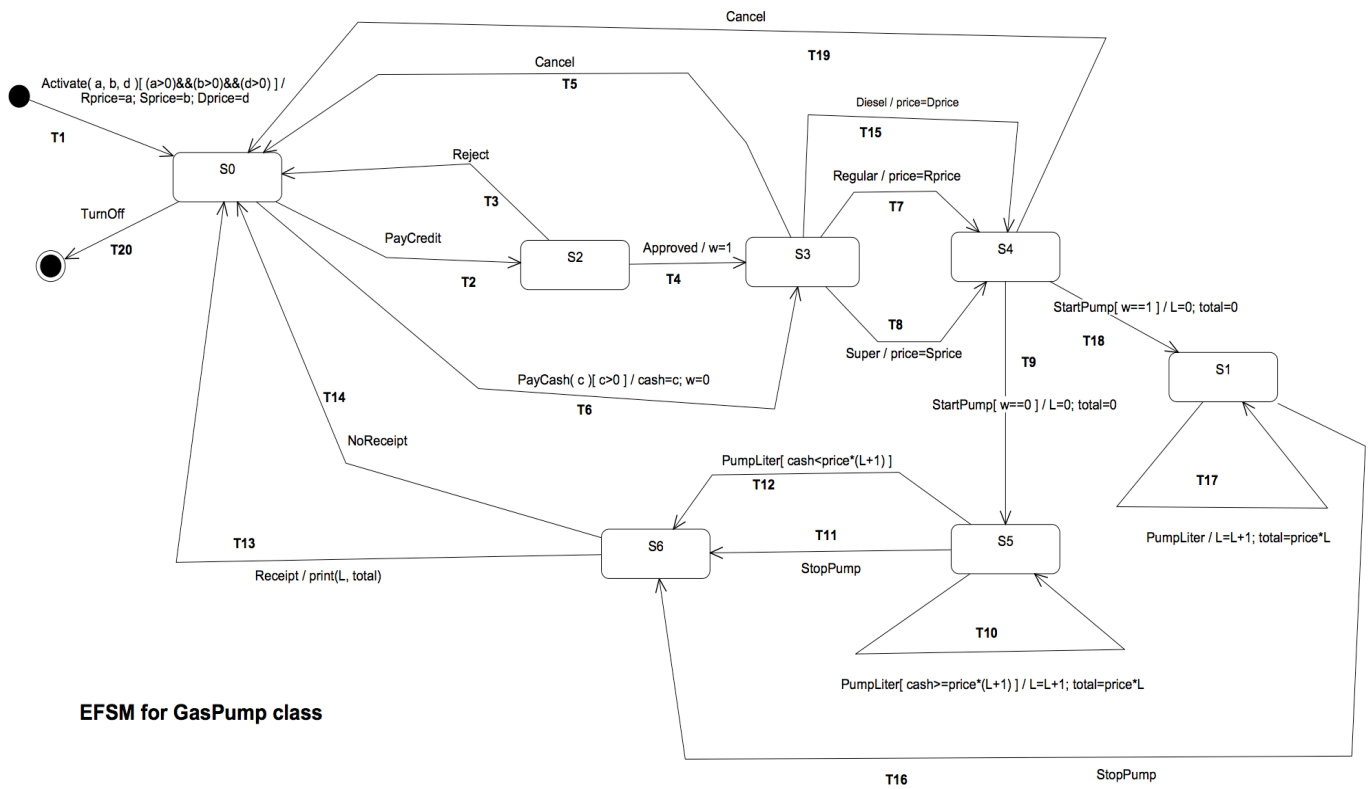 Cancel
T19
Cancel
T5
Activate( a, b, d )[ (a>0)&&(b>0)&&(d>0) ] /
Rprice=a; Sprice=b; Dprice=d
T1
Diesel / price=Dprice
T15
S0
Reject
T3
Regular / price=Rprice
T7
TurnOff
T20
PayCredit
T2
S2
Approved / w=1
T4
S3
S4
StartPump[ w==1 ] / L=0; total=0
T18
T8
Super / price=Sprice
T9
S1
PayCash( c )[ c>0 ] / cash=c; w=0
T6
T14
StartPump[ w==0 ] / L=0; total=0
NoReceipt
PumpLiter[ cash<price*(L+1) ]
T12
T17
PumpLiter / L=L+1; total=price*L
T13
Receipt / print(L, total)
S6
T11
StopPump
S5
T10
PumpLiter[ cash>=price*(L+1) ] / L=L+1; total=price*L
EFSM for GasPump class
T16
StopPump